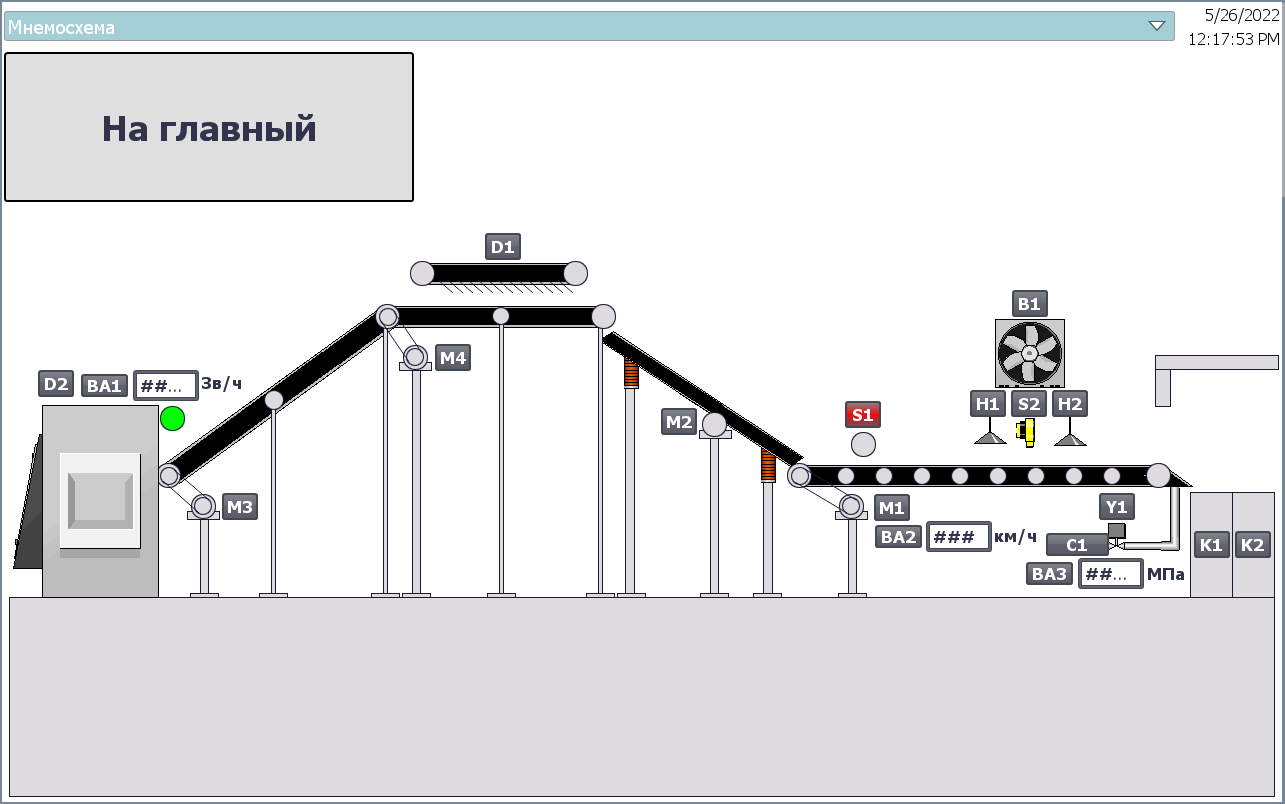 Мнемосхема
5/26/2022
12:17:53 PM
На главный
D1
B1
M4
D2 BA1 ##... Зв/ч
H1 S2 H2
S1
M2
M3
M1
Y1
BA2 ### км/ч
C1
K1 K2
BA3 ##... МПа